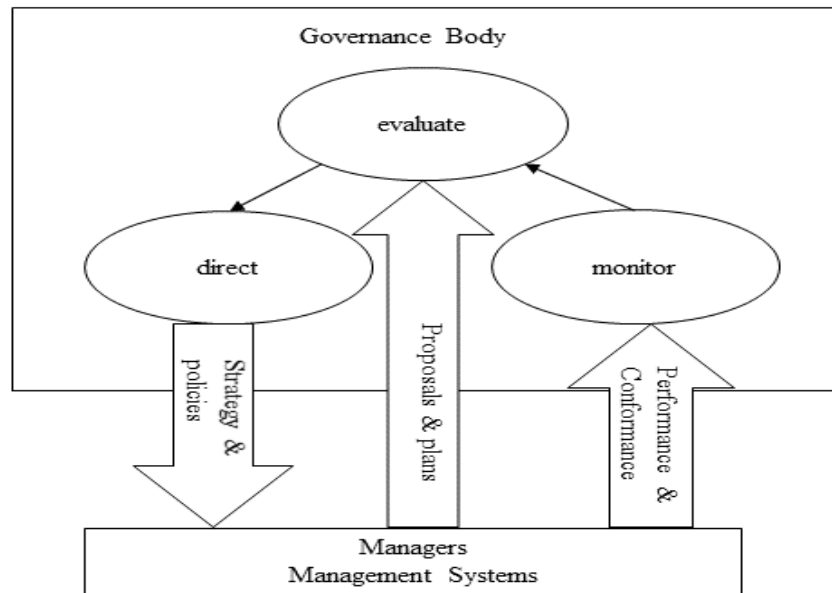 Governance Body
evaluate
direct
monitor
Strategy &
policies
Proposals & plans
Performance &
Conformance
Managers
Management Systems